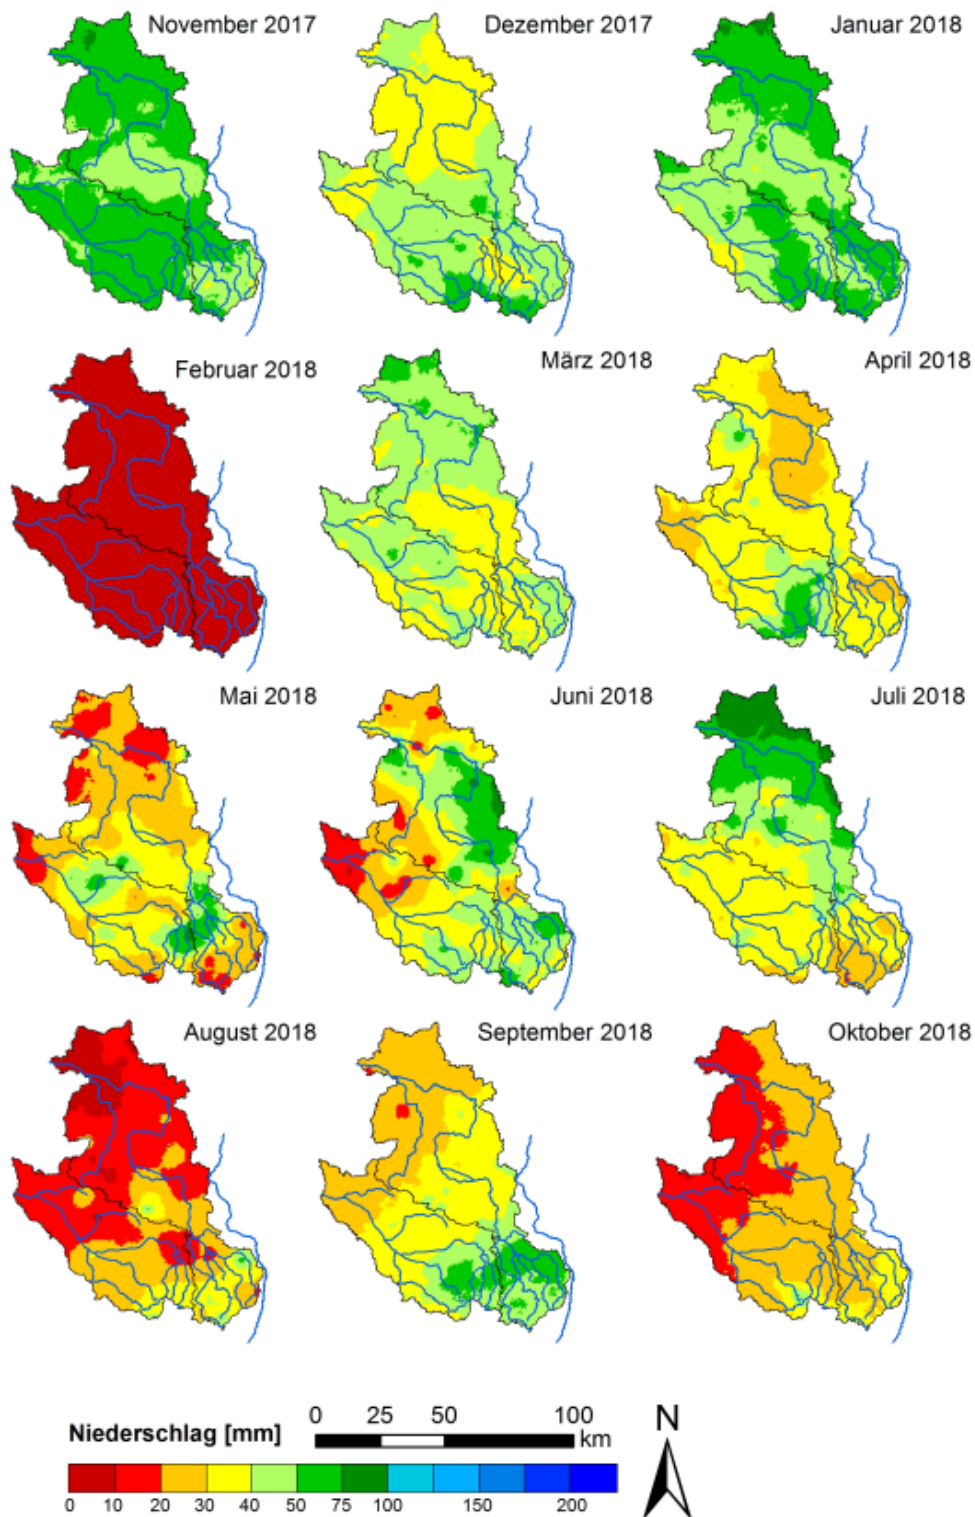 November 2017
Dezember 2017
Januar 2018
Februar 2018
März 2018
April 2018
Mai 2018
Juni 2018
Juli 2018
August 2018
September 2018
Oktober 2018
Niederschlag [mm]
0 25 50 100
km
N
0 10 20 30 40 50 75 100 150 200